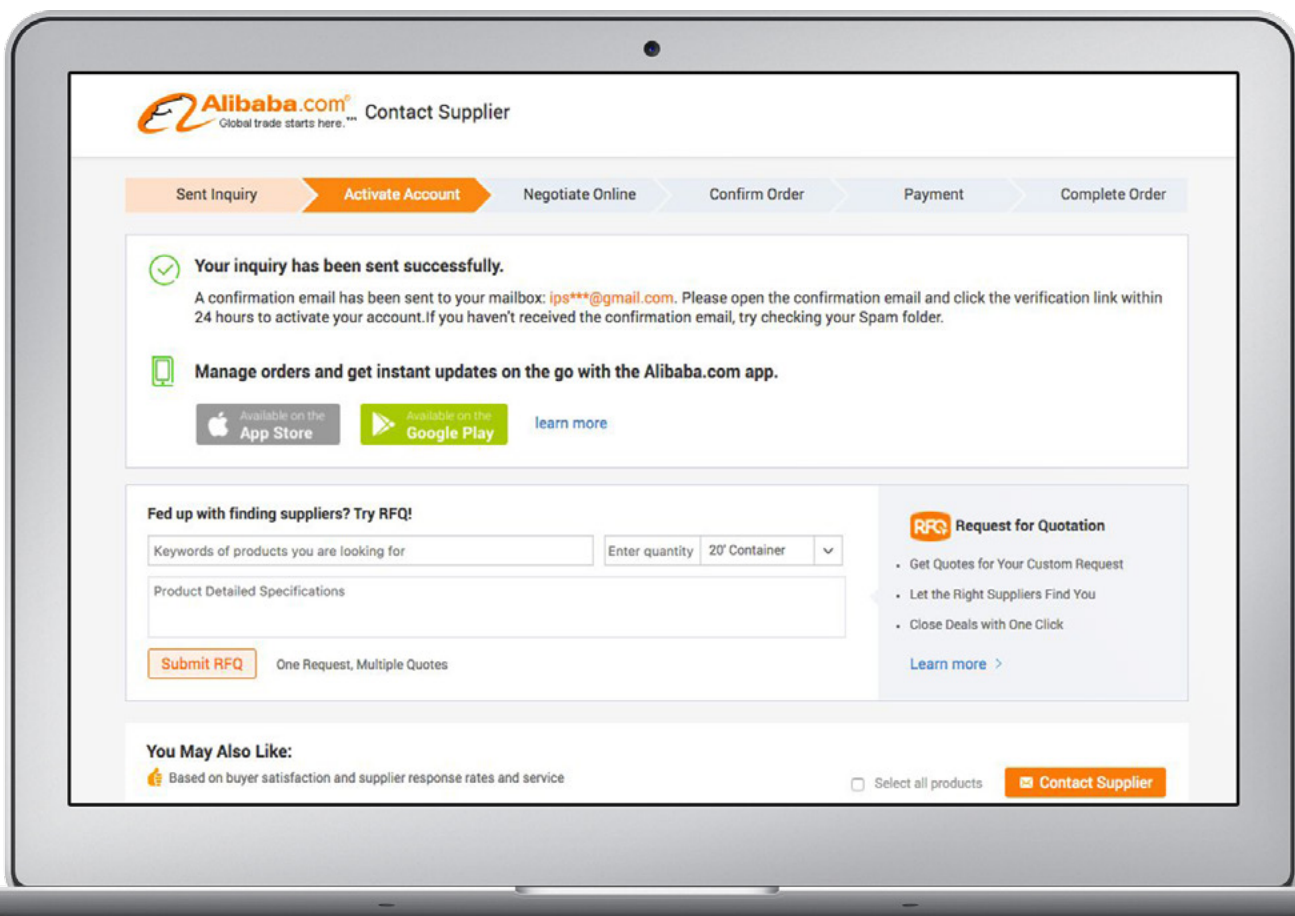 Alibaba.com®
Global trade starts here.™
Contact Supplier
Sent Inquiry
Activate Account
Negotiate Online
Confirm Order
Payment
Complete Order
Your inquiry has been sent successfully.
A confirmation email has been sent to your mailbox: ips***@gmail.com. Please open the confirmation email and click the verification link within
24 hours to activate your account.If you haven't received the confirmation email, try checking your Spam folder.
Manage orders and get instant updates on the go with the Alibaba.com app.
Available on the
App Store
Available on the
Google Play
learn more
Fed up with finding suppliers? Try RFQ!
Keywords of products you are looking for
Enter quantity
20' Container
Product Detailed Specifications
Submit RFQ
One Request, Multiple Quotes
RFQ
Request for Quotation
• Get Quotes for Your Custom Request
• Let the Right Suppliers Find You
• Close Deals with One Click
Learn more >
You May Also Like:
Based on buyer satisfaction and supplier response rates and service
Select all products
Contact Supplier